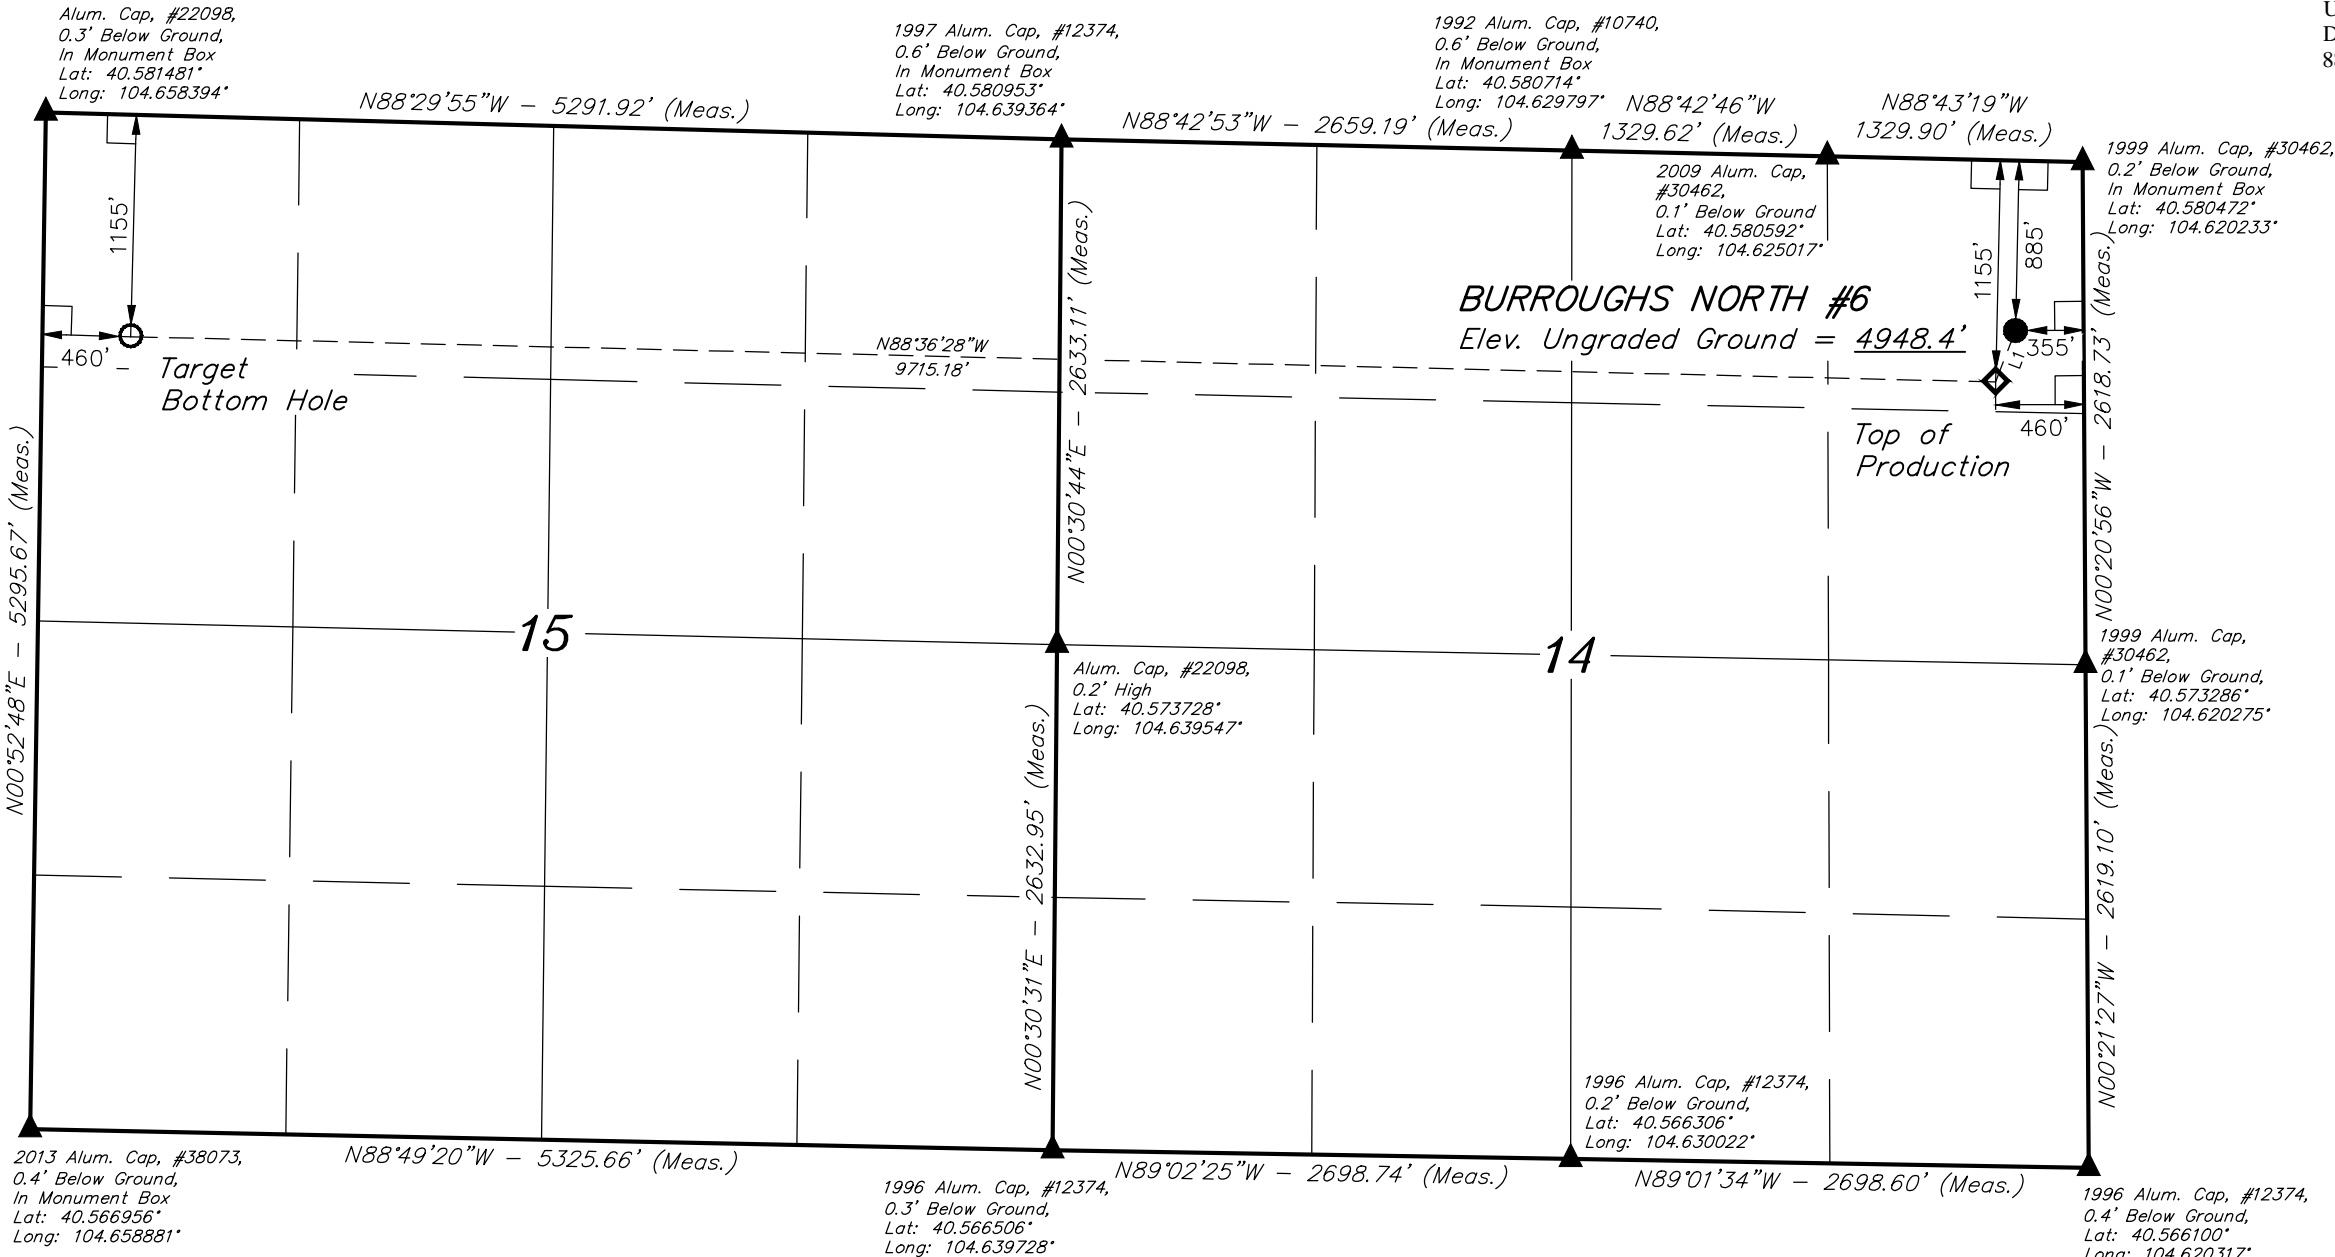 Alum. Cap, #22098,
0.3' Below Ground,
In Monument Box
Lat: 40.581481°
Long: 104.658394°
N88°29'55"W - 5291.92' (Meas.)
1997 Alum. Cap, #12374,
0.6' Below Ground,
In Monument Box
Lat: 40.580953°
Long: 104.639364°
N88°42'53"W - 2659.19' (Meas.)
1992 Alum. Cap, #10740,
0.6' Below Ground,
In Monument Box
Lat: 40.580714°
Long: 104.629797°
N88°42'46"W
1329.62' (Meas.)
N88°43'19"W
1329.90' (Meas.)
1999 Alum. Cap, #30462,
0.2' Below Ground,
In Monument Box
Lat: 40.580472°
Long: 104.620233°
2009 Alum. Cap,
#30462,
0.1' Below Ground
Lat: 40.580592°
Long: 104.625017°
1155'
460'
Target
Bottom Hole
N88°36'28"W
9715.18'
N00°30'44"E - 2633.11' (Meas.)
BURROUGHS NORTH #6
Elev. Ungraded Ground = 4948.4'
1155'
885'
355'
L1
460'
Top of
Production
N00°20'56"W - 2618.73' (Meas.)
N00°52'48"E - 5295.67' (Meas.)
15
14
Alum. Cap, #22098,
0.2' High
Lat: 40.573728°
Long: 104.639547°
1999 Alum. Cap,
#30462,
0.1' Below Ground,
Lat: 40.573286°
Long: 104.620275°
N00°30'31"E - 2632.95' (Meas.)
N00°21'27"W - 2619.10' (Meas.)
1996 Alum. Cap, #12374,
0.2' Below Ground,
Lat: 40.566306°
Long: 104.630022°
2013 Alum. Cap, #38073,
0.4' Below Ground,
In Monument Box
Lat: 40.566956°
Long: 104.658881°
N88°49'20"W - 5325.66' (Meas.)
1996 Alum. Cap, #12374,
0.3' Below Ground,
Lat: 40.566506°
Long: 104.639728°
N89°02'25"W - 2698.74' (Meas.)
N89°01'34"W - 2698.60' (Meas.)
1996 Alum. Cap, #12374,
0.4' Below Ground,
Lat: 40.566100°
Long: 104.620317°